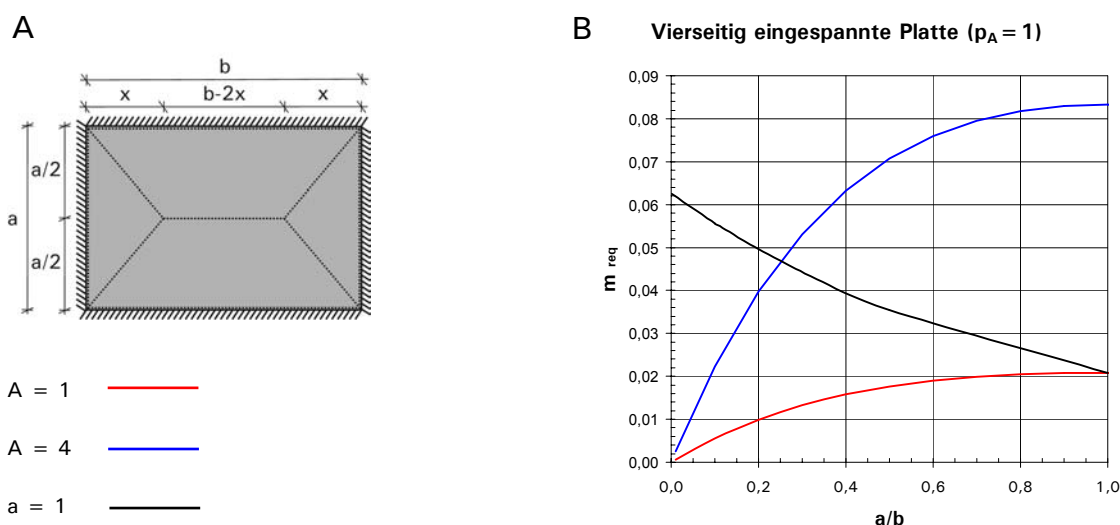 A
b
x b-2x x
a/2
a
a/2
A = 1
A = 4
a = 1
B
Vierseitig eingespannte Platte (pA = 1)
0,09
0,08
0,07
0,06
0,05
0,04
0,03
0,02
0,01
0,00
m req
0,0 0,2 0,4 0,6 0,8 1,0
a/b